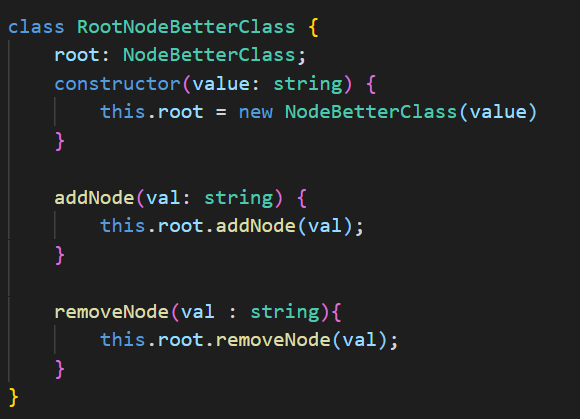 class RootNodeBetterClass {
    root: NodeBetterClass;
    constructor(value: string) {
        this.root = new NodeBetterClass(value)
    }

    addNode(val: string) {
        this.root.addNode(val);
    }

    removeNode(val : string){
        this.root.removeNode(val);
    }
}